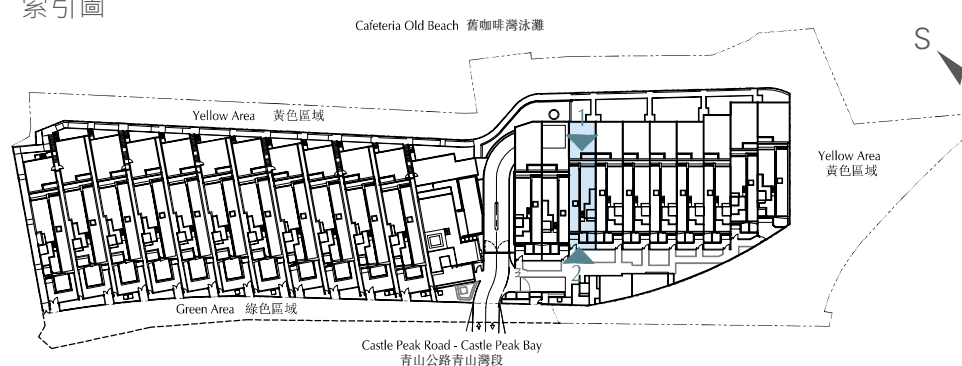 索引圖
Cafeteria Old Beach 舊咖啡灣泳灘
S
Yellow Area 黃色區域
1
Yellow Area
黃色區域
2
Green Area 綠色區域
Castle Peak Road - Castle Peak Bay
青山公路青山灣段